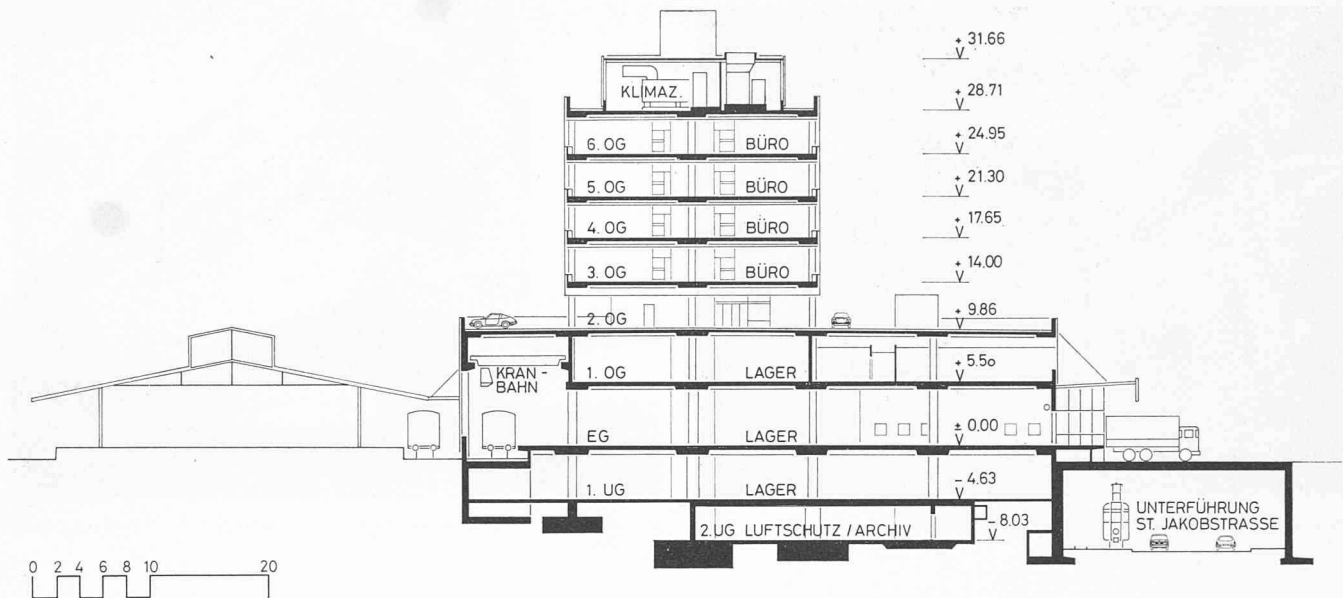 + 31.66
KLIMAZ.
+ 28.71
6. OG BÜRO
+ 24.95
5. OG BÜRO
+ 21.30
4. OG BÜRO
+ 17.65
3. OG BÜRO
+ 14.00
2. OG
+ 9.86
KRAN-
BAHN
1. OG LAGER
+ 5.50
EG LAGER
± 0.00
1. UG LAGER
- 4.63
2.UG LUFTSCHUTZ / ARCHIV
- 8.03
UNTERFÜHRUNG
ST. JAKOBSTRASSE
0 2 4 6 8 10 20